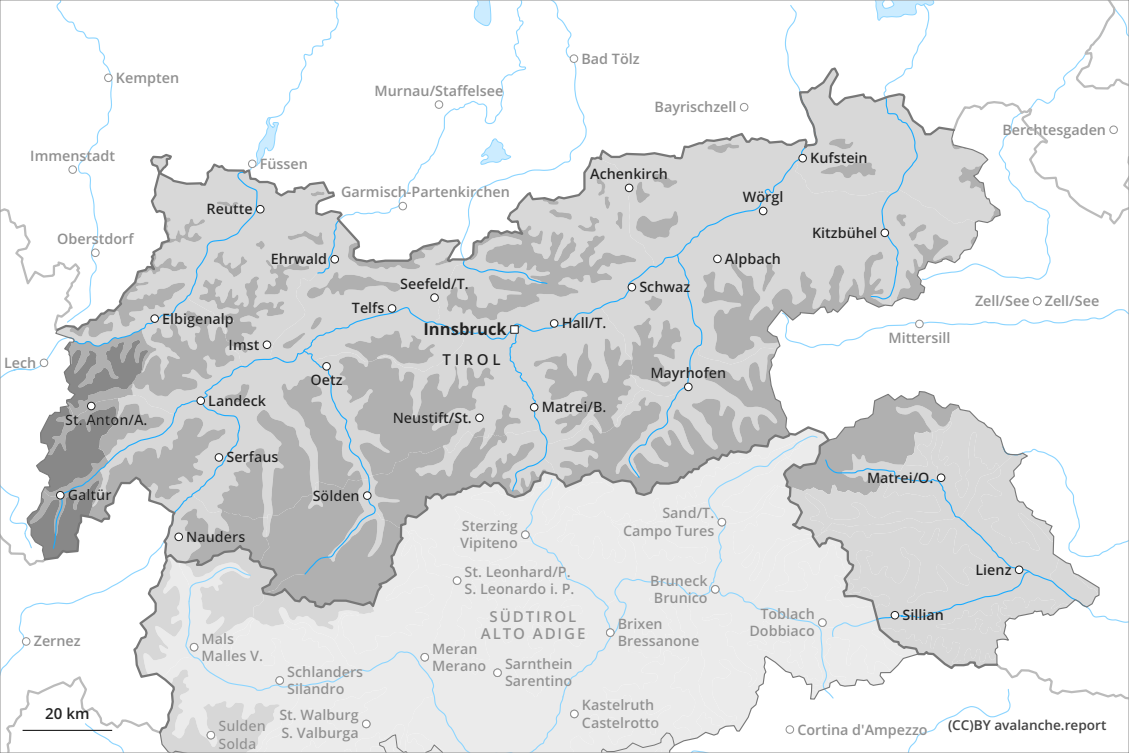 Kempten
Bad Tölz
Murnau/Staffelsee
Bayrischzell
Berchtesgaden
Immenstadt
Füssen
Kufstein
Achenkirch
Garmisch-Partenkirchen
Wörgl
Reutte
Kitzbühel
Oberstdorf
Ehrwald
Alpbach
Seefeld/T.
Schwaz
Telfs
Zell/See
Zell/See
Elbigenalp
Innsbruck
Hall/T.
Mittersill
Imst
TIROL
Lech
Oetz
Mayrhofen
Landeck
Matrei/B.
St. Anton/A.
Neustift/St.
Serfaus
Matrei/O.
Galtür
Sölden
Sand/T.
Campo Tures
Sterzing
Vipiteno
Nauders
Lienz
St. Leonhard/P.
S. Leonardo i. P.
Bruneck
Brunico
SÜDTIROL
ALTO ADIGE
Toblach
Dobbiaco
Sillian
Brixen
Bressanone
Zernez
Mals
Malles V.
Meran
Merano
Sarnthein
Sarentino
Schlanders
Silandro
Kastelruth
Castelrotto
20 km
St. Walburg
S. Valburga
Sulden
Solda
Cortina d'Ampezzo
(CC)BY avalanche.report